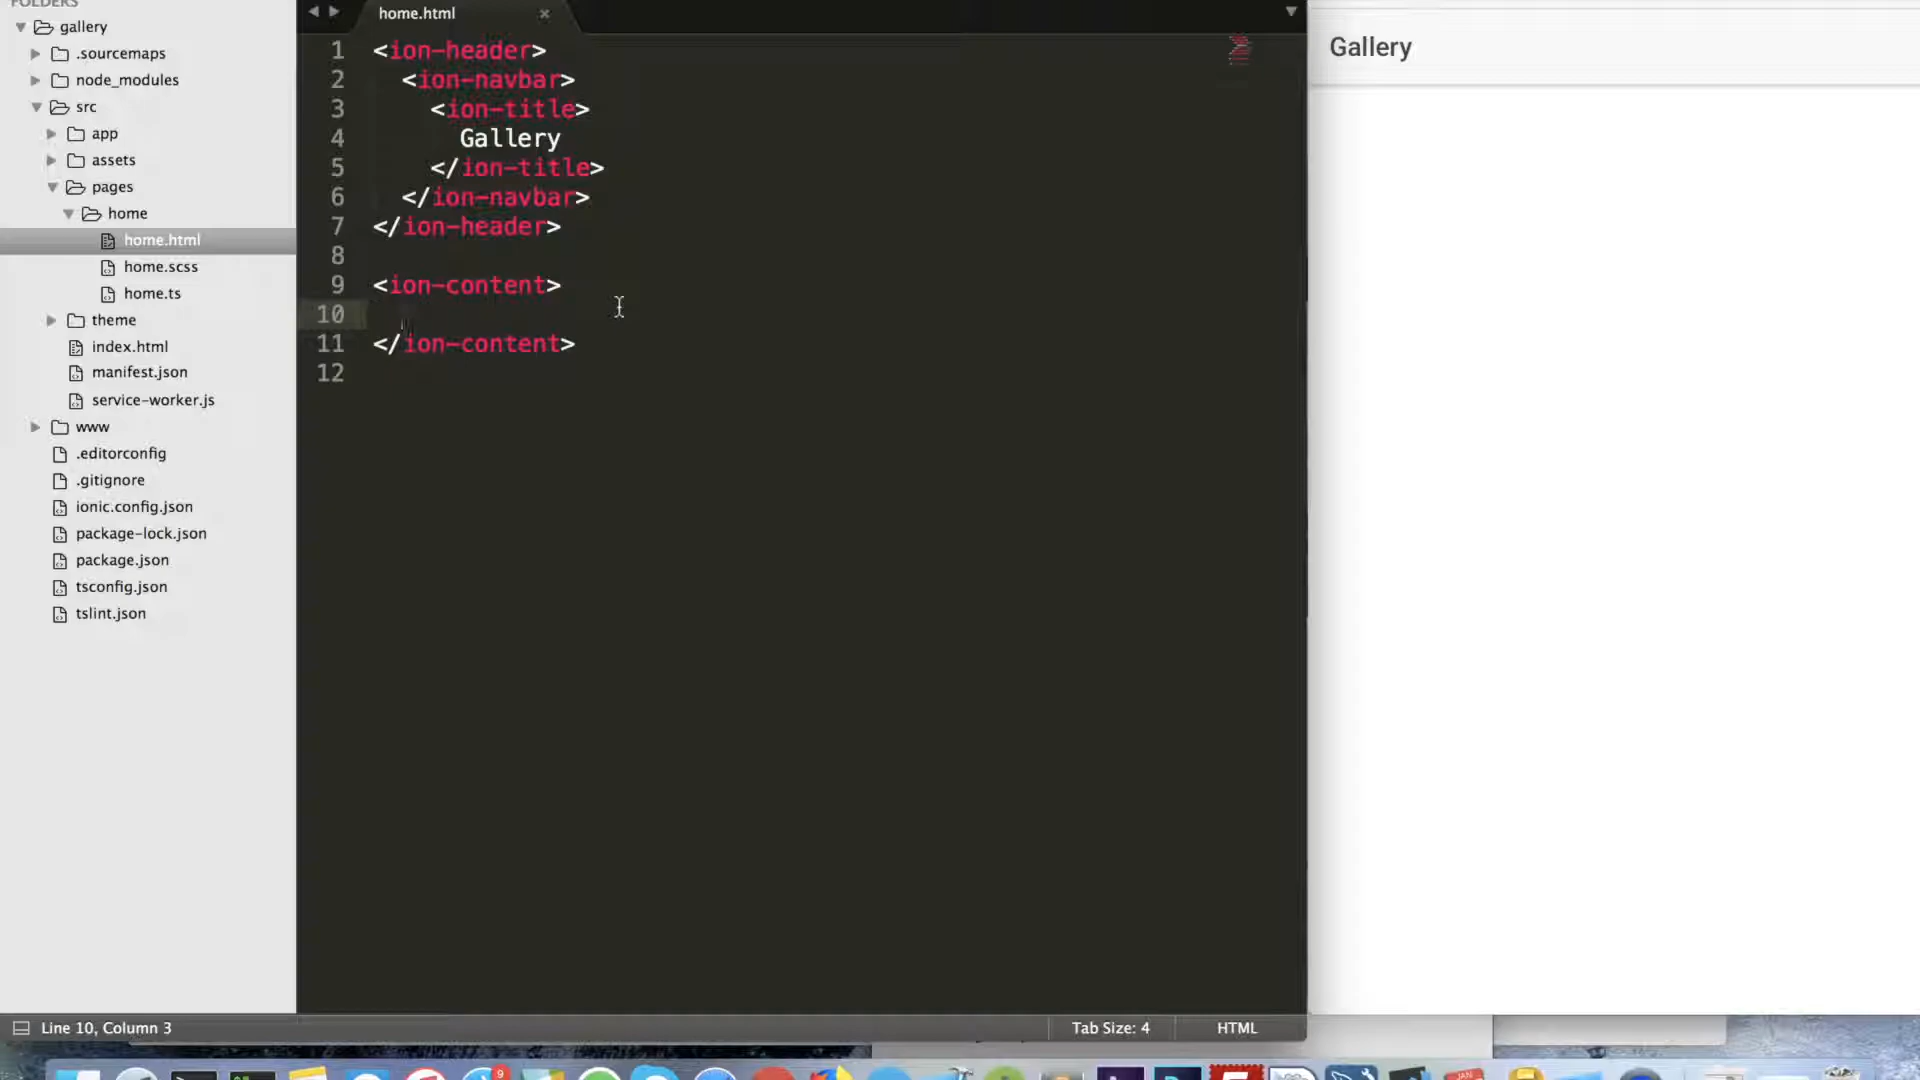 FOLDERS
gallery
.sourcemaps
node_modules
src
app
assets
pages
home
home.html
home.scss
home.ts
theme
index.html
manifest.json
service-worker.js
www
.editorconfig
.gitignore
ionic.config.json
package-lock.json
package.json
tsconfig.json
tslint.json
home.html
1 <ion-header>
2 <ion-navbar>
3 <ion-title>
4 Gallery
5 </ion-title>
6 </ion-navbar>
7 </ion-header>
8
9 <ion-content>
10
11 </ion-content>
12
Gallery
Line 10, Column 3
Tab Size: 4
HTML
9
JAN